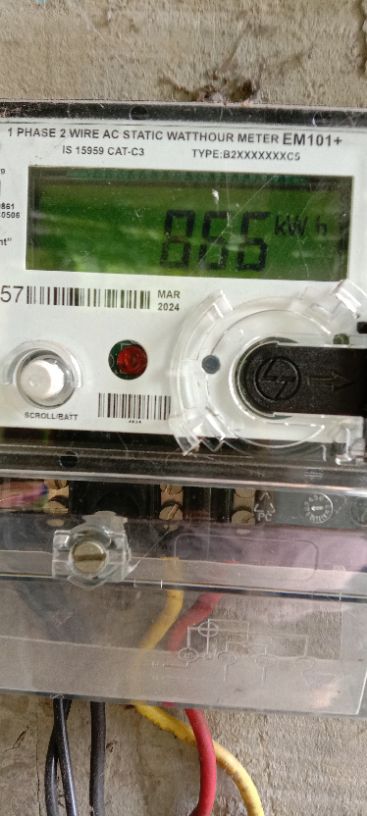 1 PHASE 2 WIRE AC STATIC WATTHOUR METER EM101+
IS 15959 CAT-C3 TYPE:B2XXXXXXXC5
866 kWh
57
MAR
2024
SCROLL/BATT